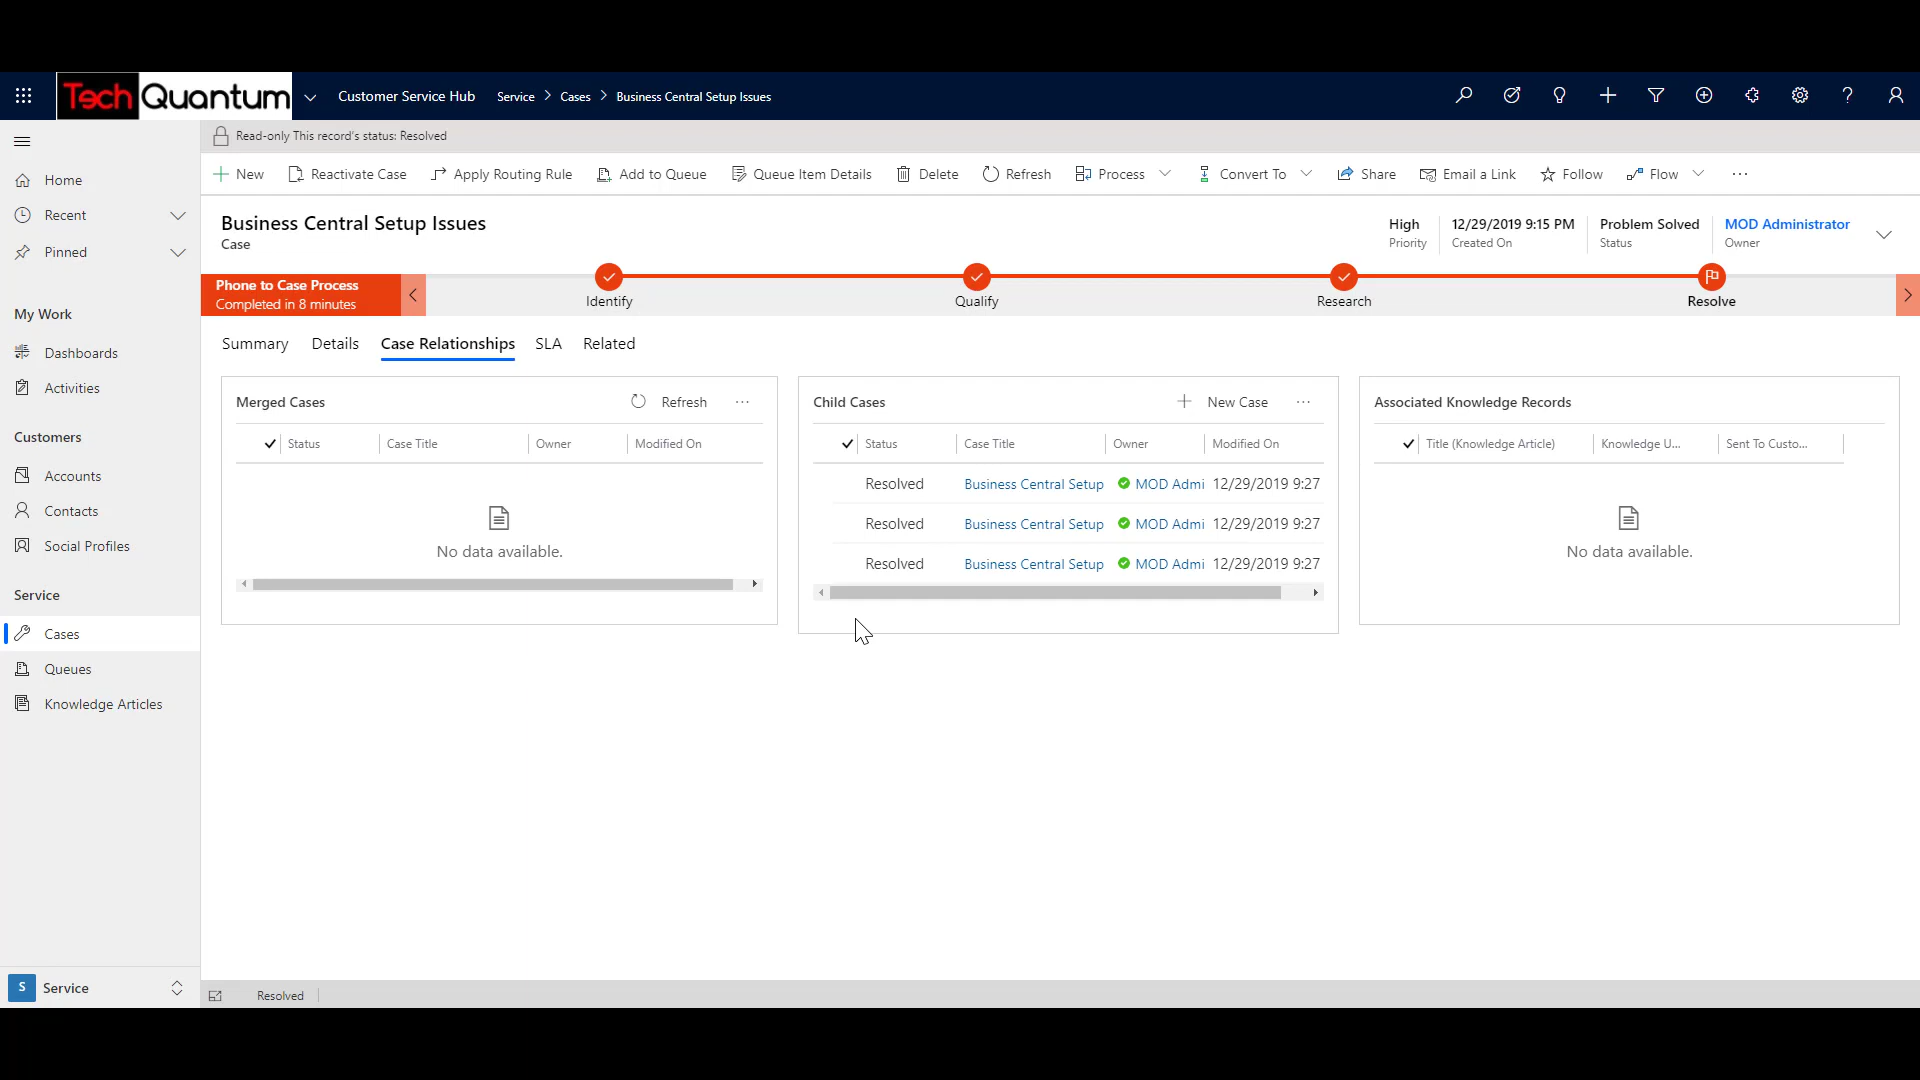 Tech Quantum
Customer Service Hub Service > Cases > Business Central Setup Issues
Read-only This record's status: Resolved
New Reactivate Case Apply Routing Rule Add to Queue Queue Item Details Delete Refresh Process Convert To Share Email a Link Follow Flow ...
Home
Recent
Pinned
My Work
Dashboards
Activities
Customers
Accounts
Contacts
Social Profiles
Service
Cases
Queues
Knowledge Articles
S Service
Business Central Setup Issues
Case
High 12/29/2019 9:15 PM Problem Solved MOD Administrator
Priority Created On Status Owner
Phone to Case Process
Completed in 8 minutes
Identify Qualify Research Resolve
Summary Details Case Relationships SLA Related
Merged Cases Refresh ...
Status Case Title Owner Modified On
No data available.
Child Cases New Case ...
Status Case Title Owner Modified On
Resolved Business Central Setup MOD Admi 12/29/2019 9:27
Resolved Business Central Setup MOD Admi 12/29/2019 9:27
Resolved Business Central Setup MOD Admi 12/29/2019 9:27
Associated Knowledge Records
Title (Knowledge Article) Knowledge U... Sent To Custo...
No data available.
Resolved